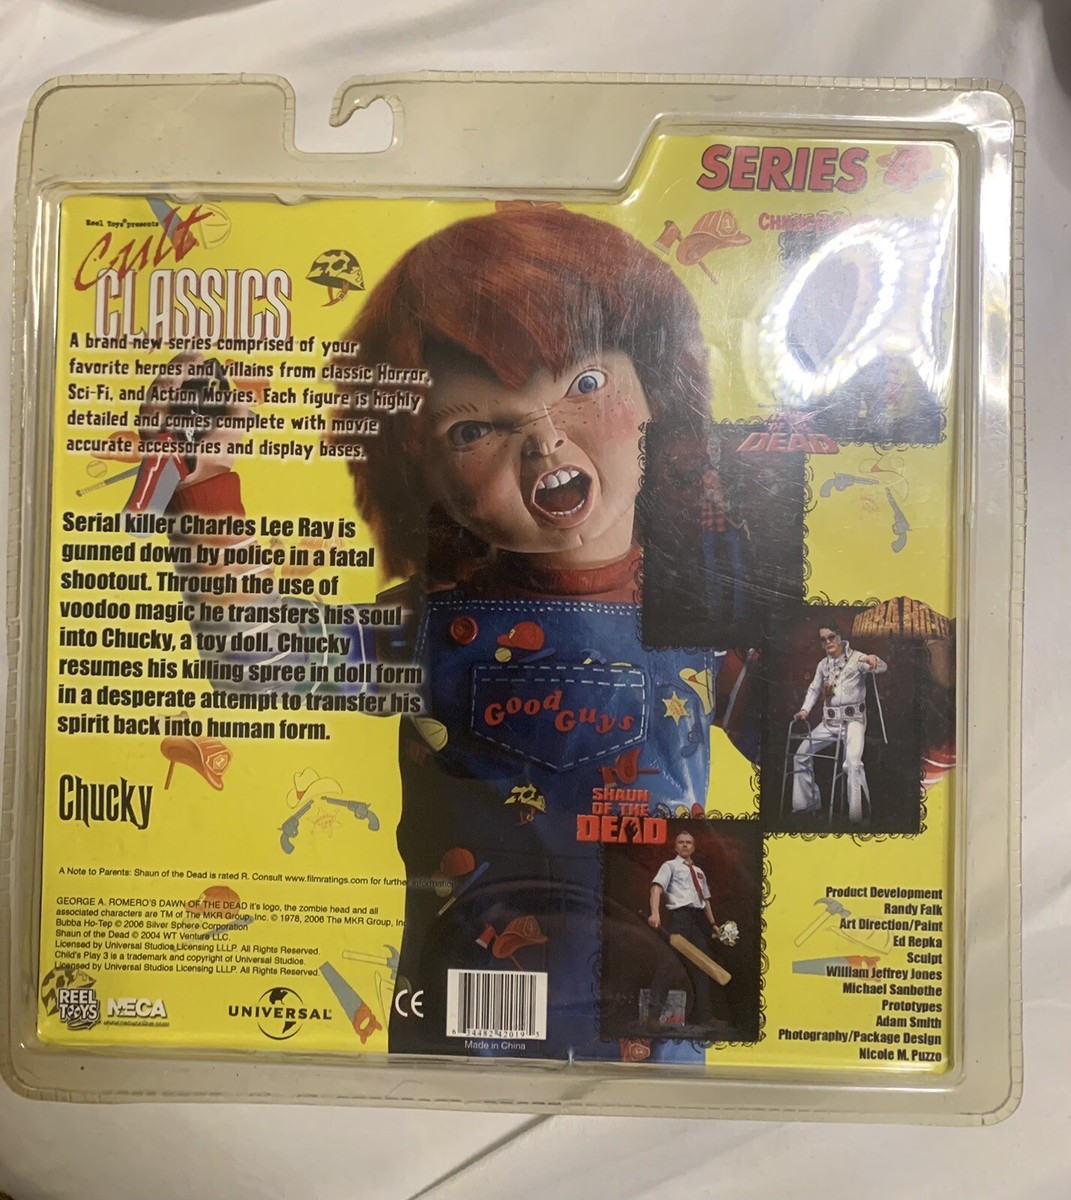 SERIES 4
Reel Toys® presents
Cult
CLASSICS
A brand new series comprised of your
favorite heroes and villains from classic Horror,
Sci-Fi, and Action Movies. Each figure is highly
detailed and comes complete with movie
accurate accessories and display bases.
Serial killer Charles Lee Ray is
gunned down by police in a fatal
shootout. Through the use of
voodoo magic he transfers his soul
into Chucky, a toy doll. Chucky
resumes his killing spree in doll form
in a desperate attempt to transfer his
spirit back into human form.
Chucky
Good Guys
DEAD
SHAUN
OF THE
DEAD
A Note to Parents: Shaun of the Dead is rated R. Consult www.filmratings.com for further information
GEORGE A. ROMERO'S DAWN OF THE DEAD it's logo, the zombie head and all
associated characters are TM of The MKR Group, Inc. © 1978, 2006 The MKR Group, Inc
Bubba Ho-Tep © 2006 Silver Sphere Corporation
Shaun of the Dead © 2004 WT Venture LLC.
Licensed by Universal Studios Licensing LLLP. All Rights Reserved.
Child's Play 3 is a trademark and copyright of Universal Studios.
Licensed by Universal Studios Licensing LLLP. All Rights Reserved.
REEL
TOYS
NECA
UNIVERSAL
CE
6 34482 42019 5
Made in China
Product Development
Randy Falk
Art Direction/Paint
Ed Repka
Sculpt
William Jeffrey Jones
Michael Sanbothe
Prototypes
Adam Smith
Photography/Package Design
Nicole M. Puzzo